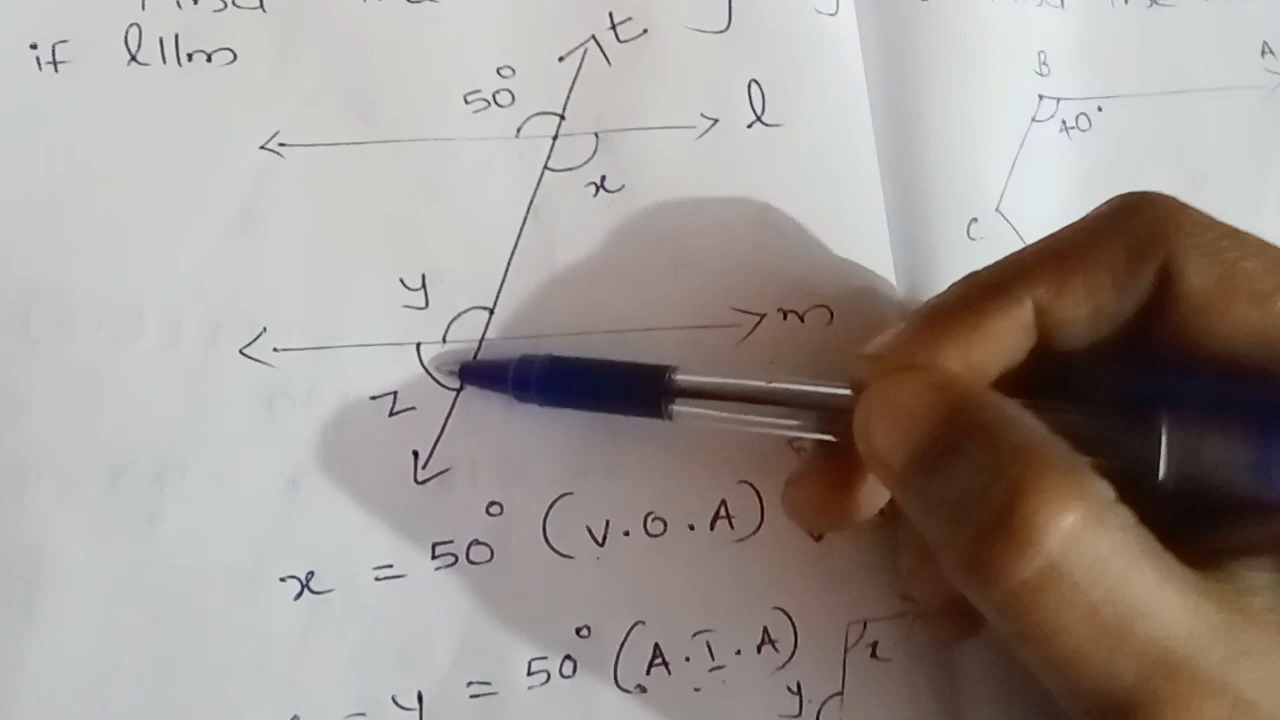 if l||m
t
50°
l
x
y
m
z
x = 50° (V.O.A)
y = 50° (A.I.A)
x
y
B
A
40°
C